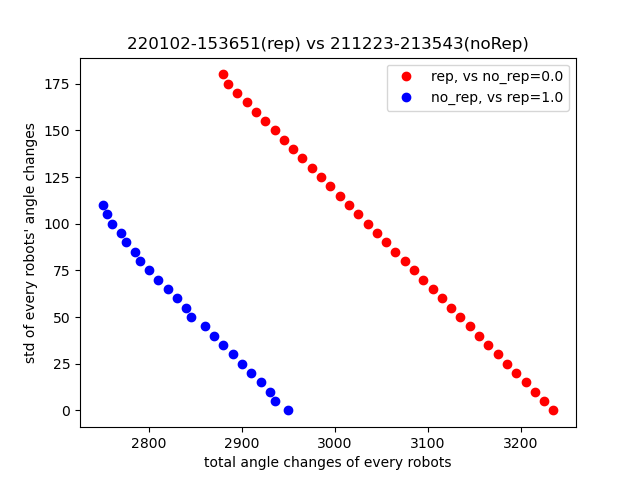 220102-153651(rep) vs 211223-213543(noRep)
rep, vs no_rep=0.0
no_rep, vs rep=1.0
std of every robots' angle changes
175
150
125
100
75
50
25
0
2800 2900 3000 3100 3200
total angle changes of every robots